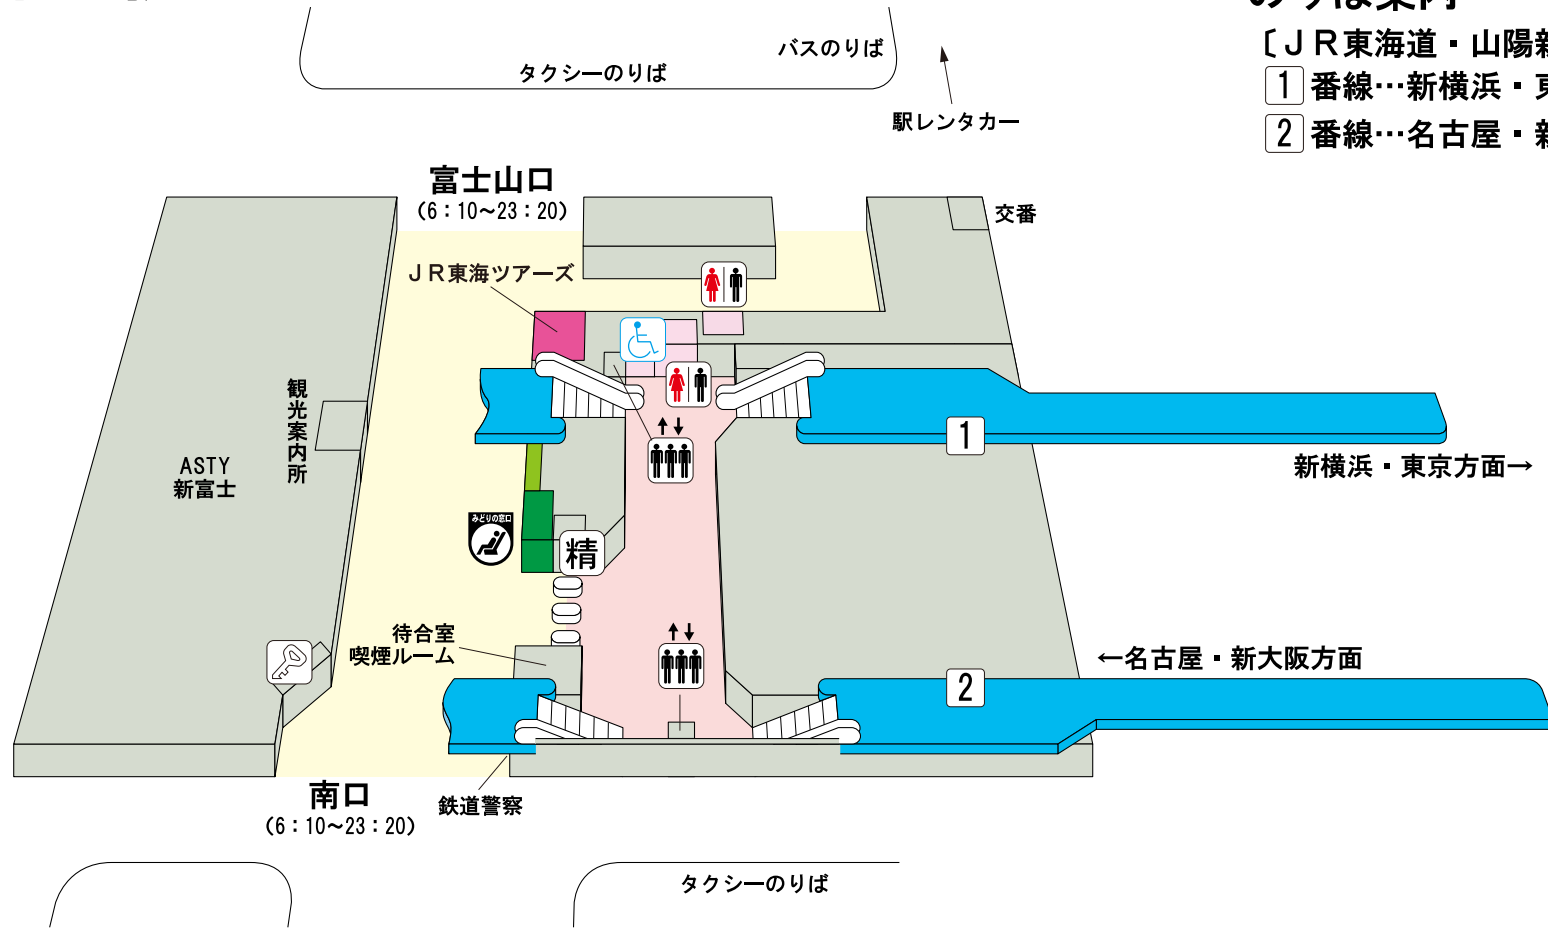 〔ＪＲ東海道・山陽新
1 番線…新横浜・東
2 番線…名古屋・新
バスのりば
タクシーのりば
駅レンタカー
富士山口
（6：10～23：20）
交番
ＪＲ東海ツアーズ
観光案内所
ASTY
新富士
1
新横浜・東京方面→
みどりの窓口
精
待合室
喫煙ルーム
←名古屋・新大阪方面
2
南口
（6：10～23：20）
鉄道警察
タクシーのりば